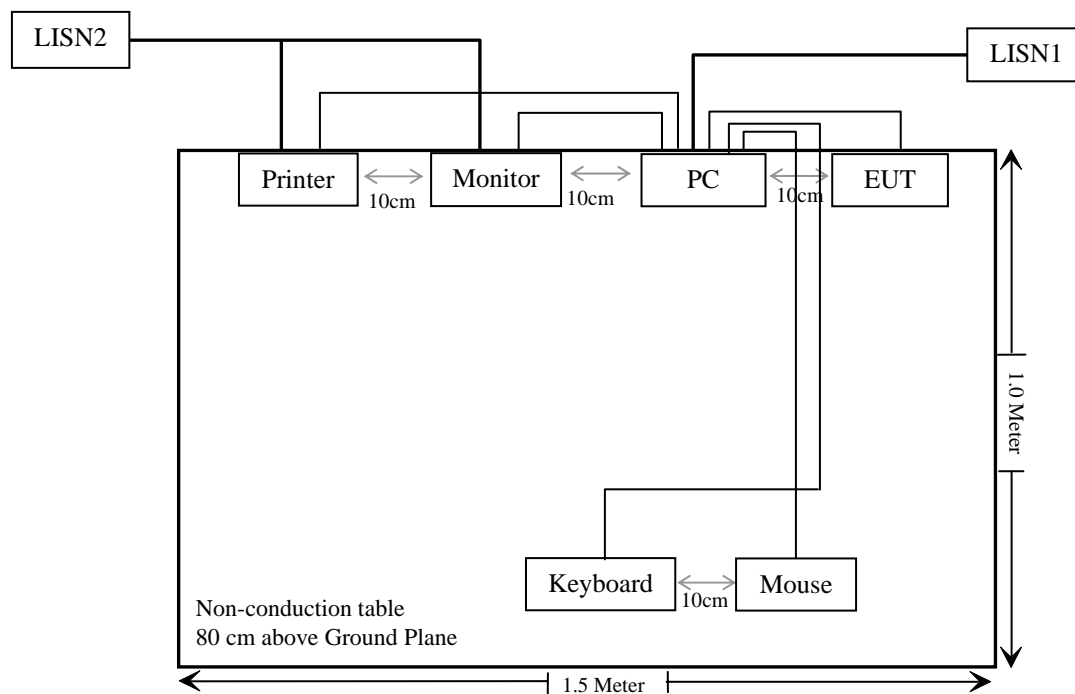 LISN2
LISN1
Printer
Monitor
PC
EUT
10cm
10cm
10cm
1.0 Meter
Keyboard
Mouse
10cm
Non-conduction table
80 cm above Ground Plane
1.5 Meter